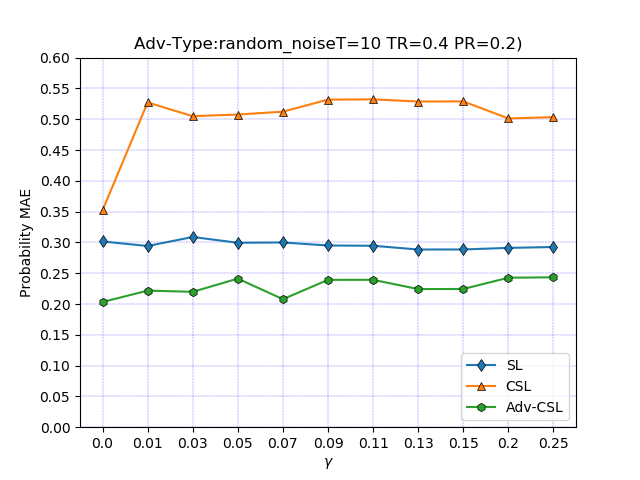 Adv-Type:random_noiseT=10 TR=0.4 PR=0.2)
0.60
0.55
0.50
0.45
0.40
0.35
0.30
0.25
0.20
0.15
0.10
0.05
0.00
Probability MAE
SL
CSL
Adv-CSL
0.0 0.01 0.03 0.05 0.07 0.09 0.11 0.13 0.15 0.2 0.25
γ